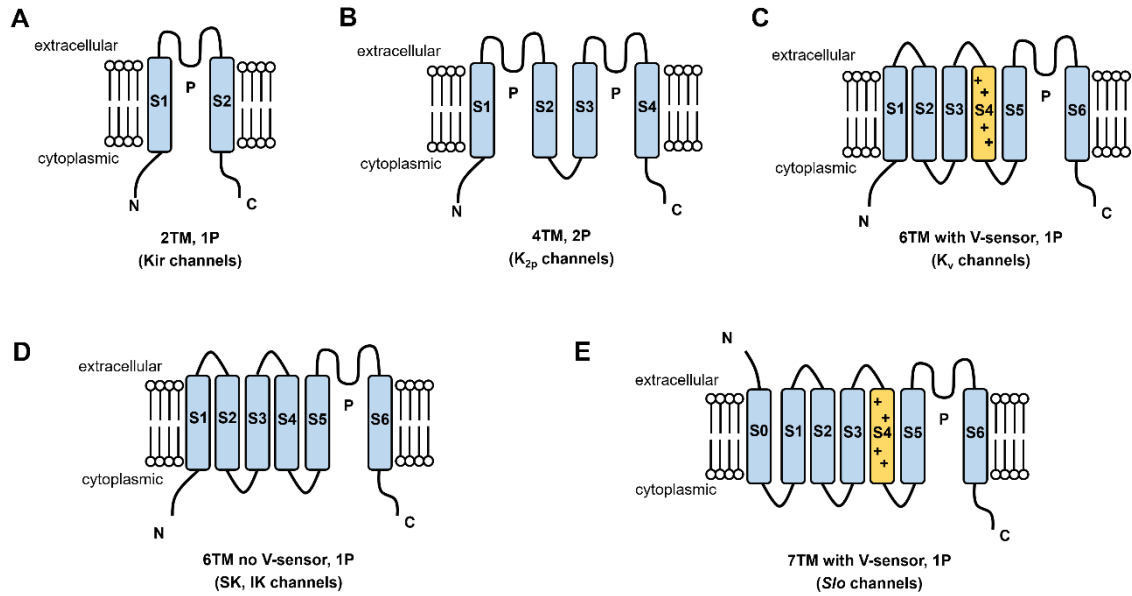 A
extracellular
S1
P
S2
cytoplasmic
N
C
2TM, 1P
(Kir channels)
B
extracellular
S1
P
S2
S3
P
S4
cytoplasmic
N
C
4TM, 2P
(K2p channels)
C
extracellular
S1
S2
S3
+
+
S4
+
+
S5
P
S6
cytoplasmic
N
C
6TM with V-sensor, 1P
(Kv channels)
D
extracellular
S1
S2
S3
S4
S5
P
S6
cytoplasmic
N
C
6TM no V-sensor, 1P
(SK, IK channels)
E
N
extracellular
S0
S1
S2
S3
+
+
S4
+
+
S5
P
S6
cytoplasmic
C
7TM with V-sensor, 1P
(Slo channels)